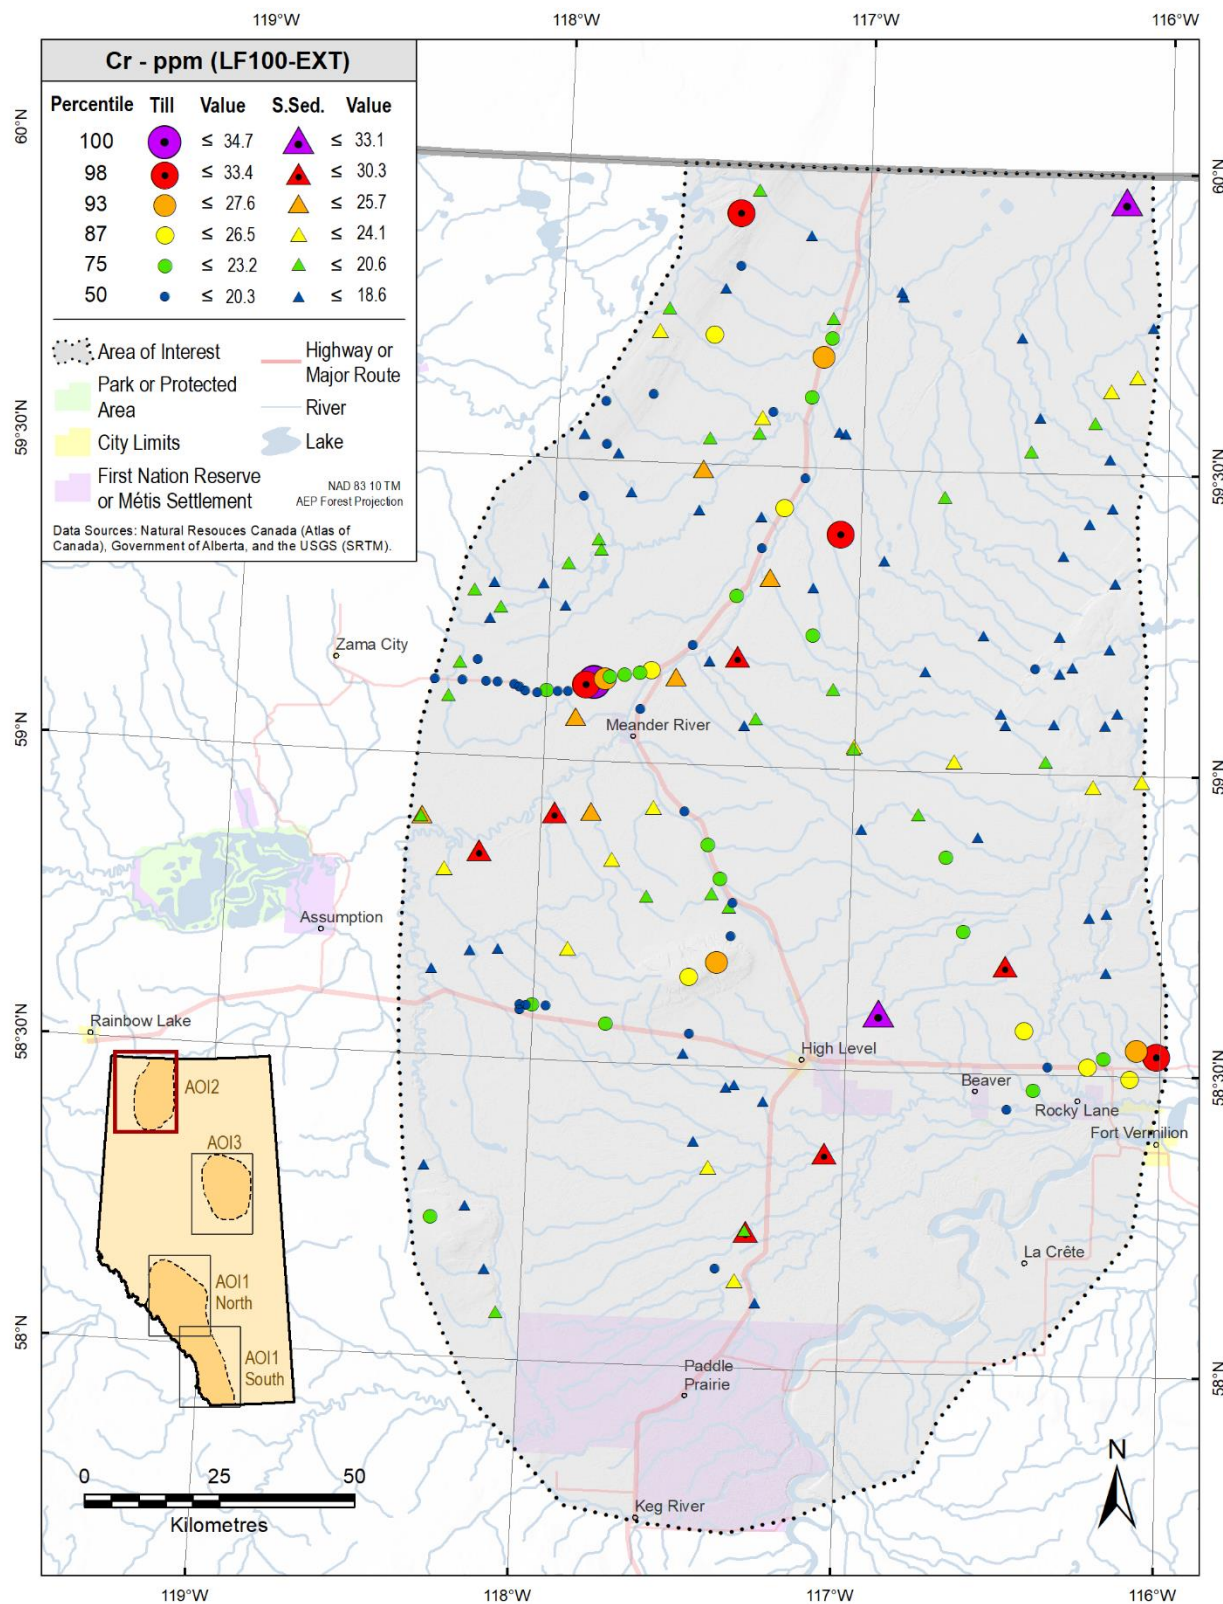 119°W
118°W
117°W
116°W
Cr - ppm (LF100-EXT)
Percentile Till Value S.Sed. Value
100 ≤ 34.7 ≤ 33.1
98 ≤ 33.4 ≤ 30.3
93 ≤ 27.6 ≤ 25.7
87 ≤ 26.5 ≤ 24.1
75 ≤ 23.2 ≤ 20.6
50 ≤ 20.3 ≤ 18.6
Area of Interest
Park or Protected
Area
City Limits
First Nation Reserve
or Métis Settlement
Highway or
Major Route
River
Lake
NAD 83 10 TM
AEP Forest Projection
Data Sources: Natural Resouces Canada (Atlas of
Canada), Government of Alberta, and the USGS (SRTM).
60°N
60°N
59°30'N
59°30'N
Zama City
Meander River
59°N
59°N
Assumption
Rainbow Lake
58°30'N
58°30'N
High Level
Beaver
Rocky Lane
Fort Vermilion
La Crête
AOI2
AOI3
AOI1
North
AOI1
South
58°N
58°N
Paddle
Prairie
Keg River
0 25 50
Kilometres
N
119°W
118°W
117°W
116°W